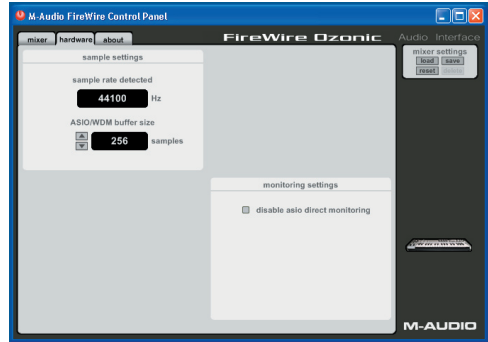 M-Audio FireWire Control Panel
mixer hardware about
FireWire Ozonic Audio Interface
sample settings
sample rate detected
44100 Hz
ASIO/WDM buffer size
256 samples
mixer settings
load save
reset delete
monitoring settings
disable asio direct monitoring
M-AUDIO